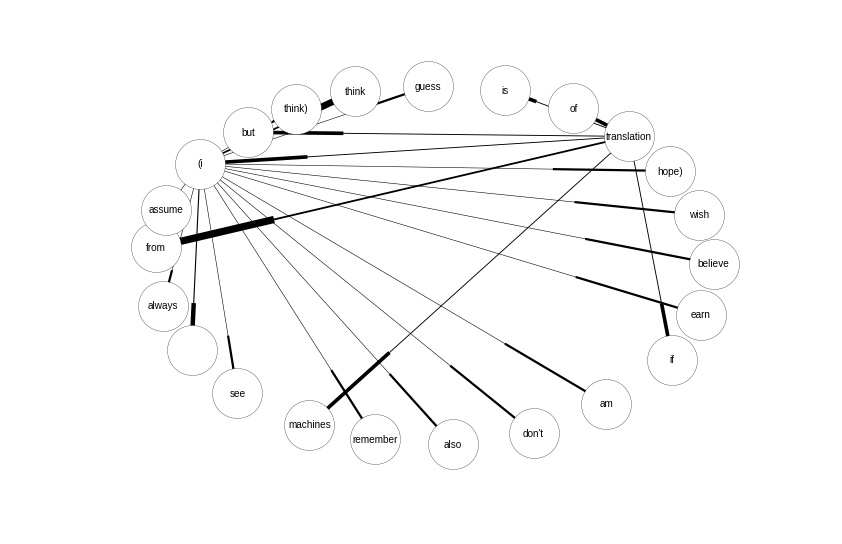 guess
is
think
think)
of
but
translation
(i
hope)
assume
wish
from
believe
always
earn
if
see
am
machines
remember
also
don't